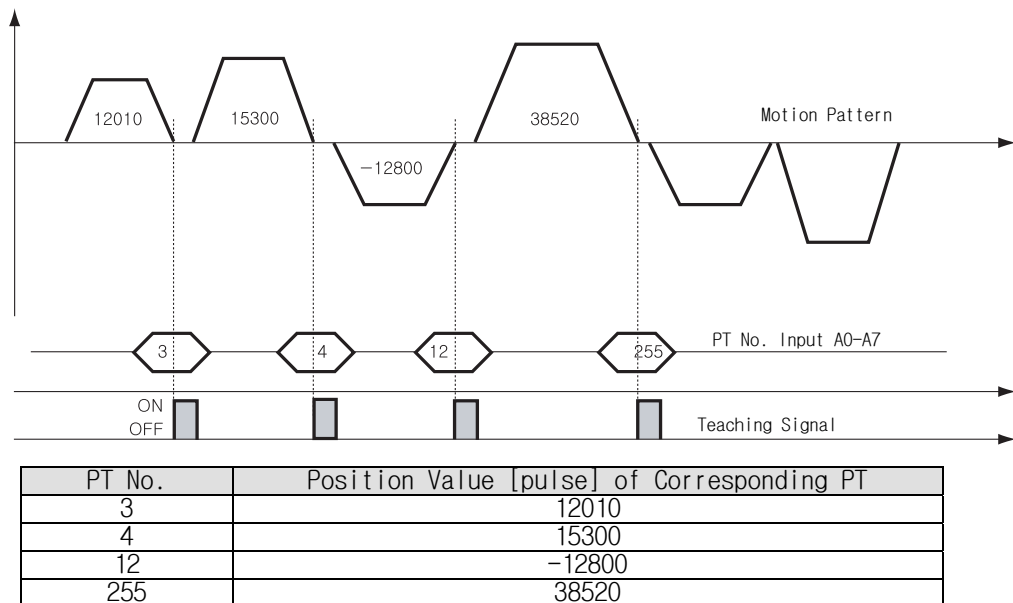 12010
15300
38520
Motion Pattern
-12800
3
4
12
255
PT No. Input A0-A7
ON
OFF
Teaching Signal
PT No. Position Value [pulse] of Corresponding PT
3 12010
4 15300
12 -12800
255 38520